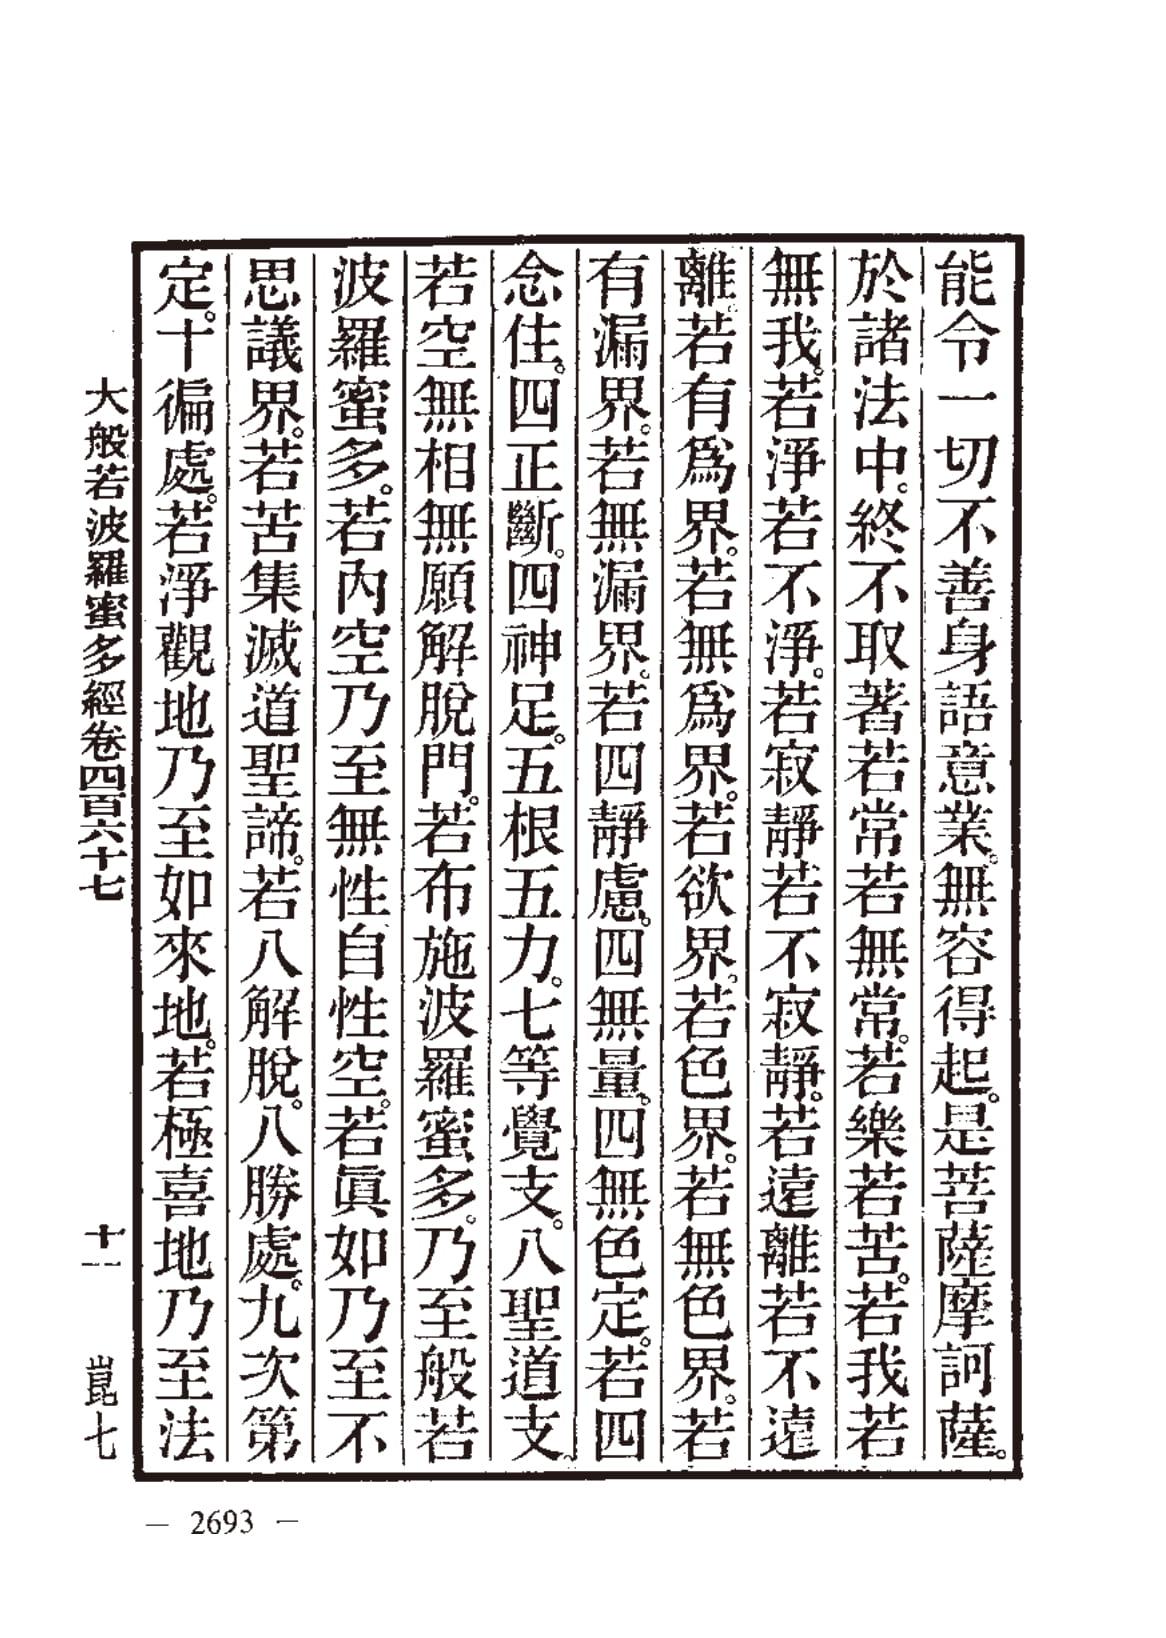 能令一切不善身語意業。無容得起。是菩薩摩訶薩。
於諸法中。終不取著若常若無常。若樂若苦。若我若
無我。若淨若不淨。若寂靜若不寂靜。若遠離若不遠
離。若有爲界。若無爲界。若欲界。若色界。若無色界。若
有漏界。若無漏界。若四靜慮。四無量。四無色定。若四
念住。四正斷。四神足。五根五力。七等覺支。八聖道支。
若空無相無願解脫門。若布施波羅蜜多。乃至般若
波羅蜜多。若內空乃至無性自性空。若眞如乃至不
思議界。若苦集滅道聖諦。若八解脫。八勝處。九次第
定。十徧處。若淨觀地乃至如來地。若極喜地乃至法
大般若波羅蜜多經卷四百六十七 十一 崑七
— 2693 —